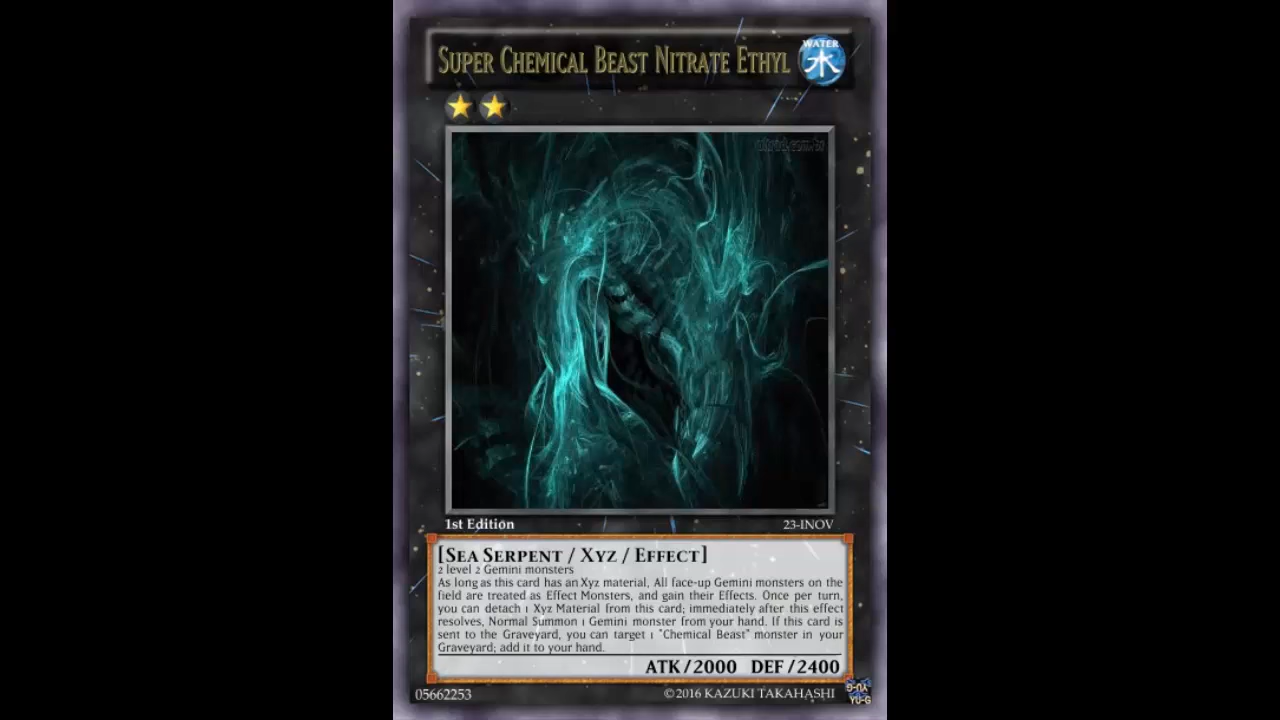 SUPER CHEMICAL BEAST NITRATE ETHYL
WATER
水
1st Edition
23-INOV
[SEA SERPENT / XYZ / EFFECT]
2 level 2 Gemini monsters
As long as this card has an Xyz material, All face-up Gemini monsters on the
field are treated as Effect Monsters, and gain their Effects. Once per turn,
you can detach 1 Xyz Material from this card; immediately after this effect
resolves, Normal Summon 1 Gemini monster from your hand. If this card is
sent to the Graveyard, you can target 1 "Chemical Beast" monster in your
Graveyard; add it to your hand.
ATK/2000 DEF/2400
05662253
©2016 KAZUKI TAKAHASHI